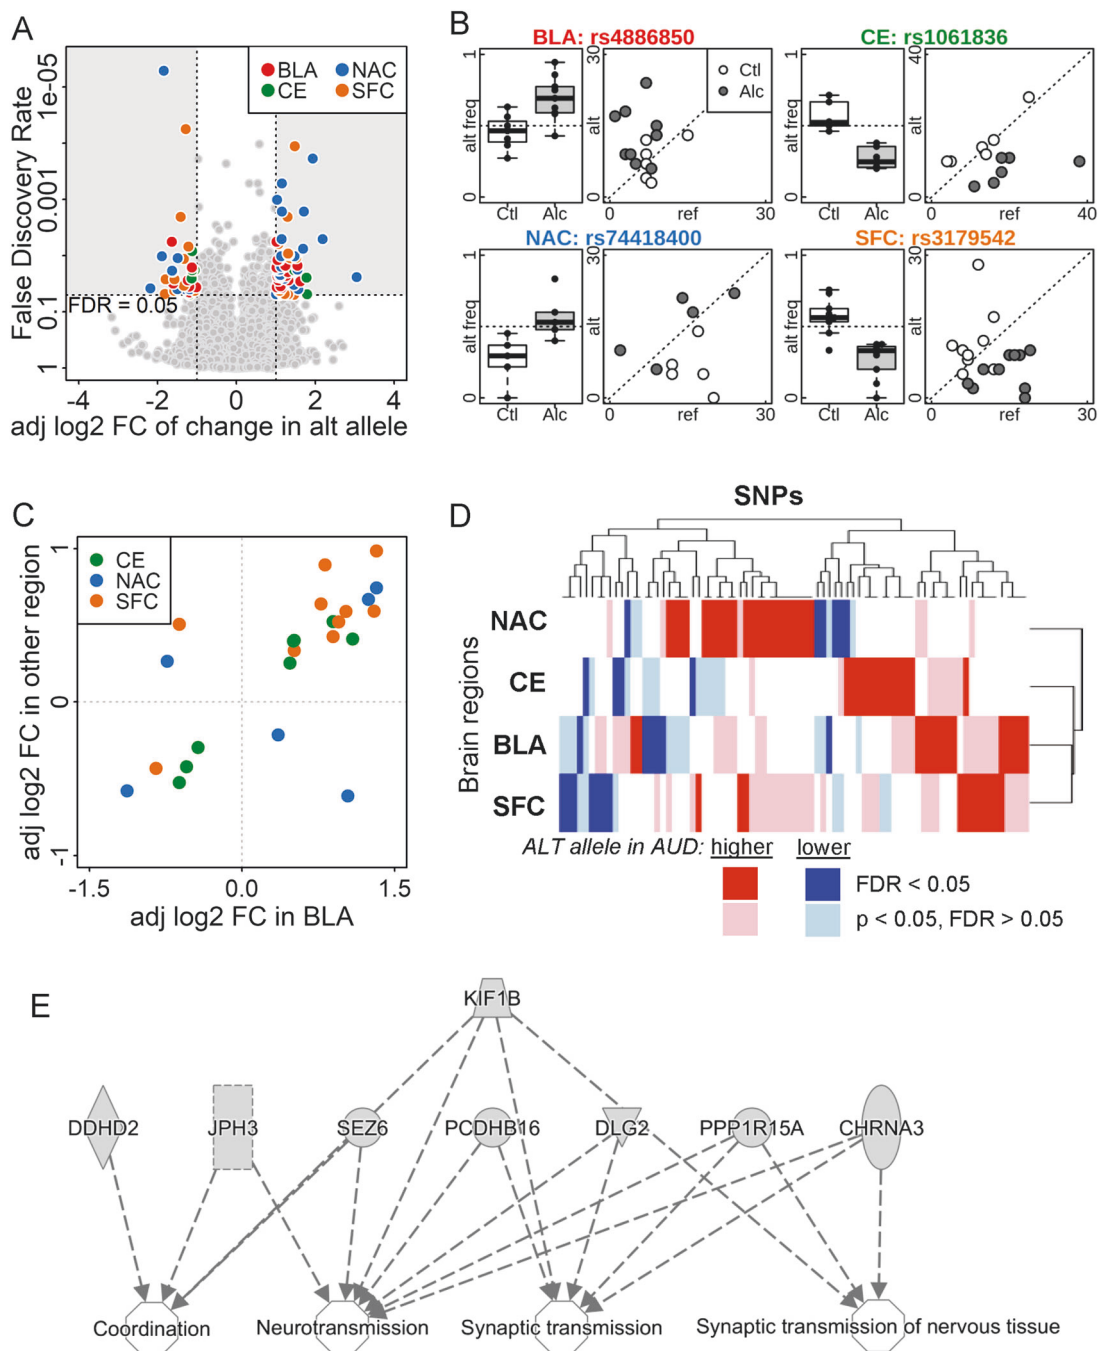 A
BLA NAC
CE SFC
False Discovery Rate
1e-05
0.001
0.1
1
FDR = 0.05
-4 -2 0 2 4
adj log2 FC of change in alt allele
B
BLA: rs4886850
alt freq
1
0
Ctl Alc
alt
30
0
Ctl
Alc
0 ref 30
CE: rs1061836
alt freq
1
0
Ctl Alc
alt
40
0
0 ref 40
NAC: rs74418400
alt freq
1
0
Ctl Alc
alt
30
0
0 ref 30
SFC: rs3179542
alt freq
1
0
Ctl Alc
alt
30
0
0 ref 30
C
CE
NAC
SFC
adj log2 FC in other region
1
0
-1
-1.5 0.0 1.5
adj log2 FC in BLA
D
SNPs
Brain regions
NAC
CE
BLA
SFC
ALT allele in AUD: higher lower
FDR < 0.05
p < 0.05, FDR > 0.05
E
KIF1B
DDHD2 JPH3 SEZ6 PCDHB16 DLG2 PPP1R15A CHRNA3
Coordination Neurotransmission Synaptic transmission Synaptic transmission of nervous tissue